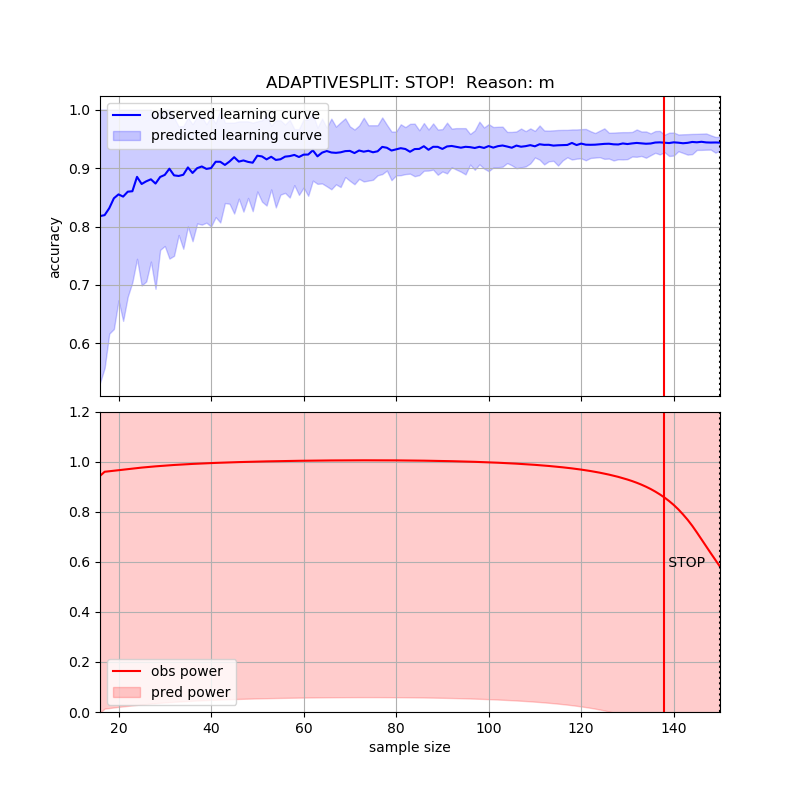 ADAPTIVESPLIT: STOP!  Reason: m
observed learning curve
predicted learning curve
accuracy
1.0
0.9
0.8
0.7
0.6
1.2
1.0
0.8
0.6
0.4
0.2
0.0
STOP
obs power
pred power
20 40 60 80 100 120 140
sample size